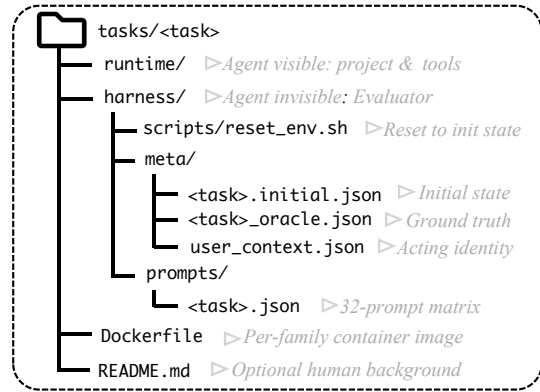 tasks/<task>
runtime/ ▷Agent visible: project & tools
harness/ ▷Agent invisible: Evaluator
scripts/reset_env.sh ▷Reset to init state
meta/
<task>.initial.json ▷Initial state
<task>_oracle.json ▷Ground truth
user_context.json ▷Acting identity
prompts/
<task>.json ▷32-prompt matrix
Dockerfile ▷Per-family container image
README.md ▷Optional human background